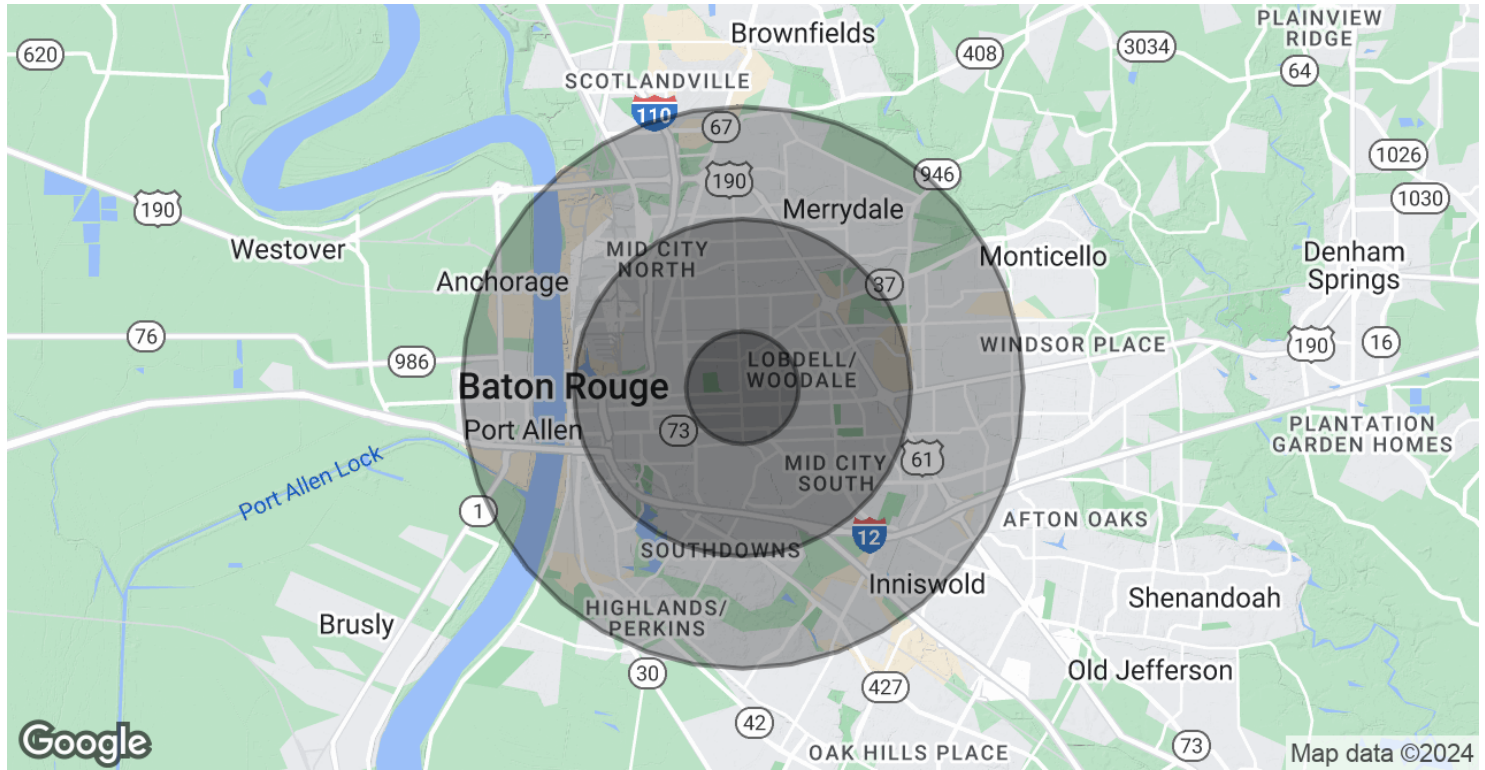 PLAINVIEW
RIDGE
Brownfields
620
408
3034
64
SCOTLANDVILLE
110
67
1026
946
190
190
1030
Merrydale
Westover
MID CITY
NORTH
Monticello
Denham
Springs
Anchorage
37
76
986
WINDSOR PLACE
190
16
LOBDELL/
WOODALE
Baton Rouge
Port Allen
73
PLANTATION
GARDEN HOMES
MID CITY
SOUTH
61
Port Allen Lock
1
AFTON OAKS
12
SOUTHDOWNS
Inniswold
Shenandoah
Brusly
HIGHLANDS/
PERKINS
30
Old Jefferson
427
42
73
OAK HILLS PLACE
Google
Map data ©2024